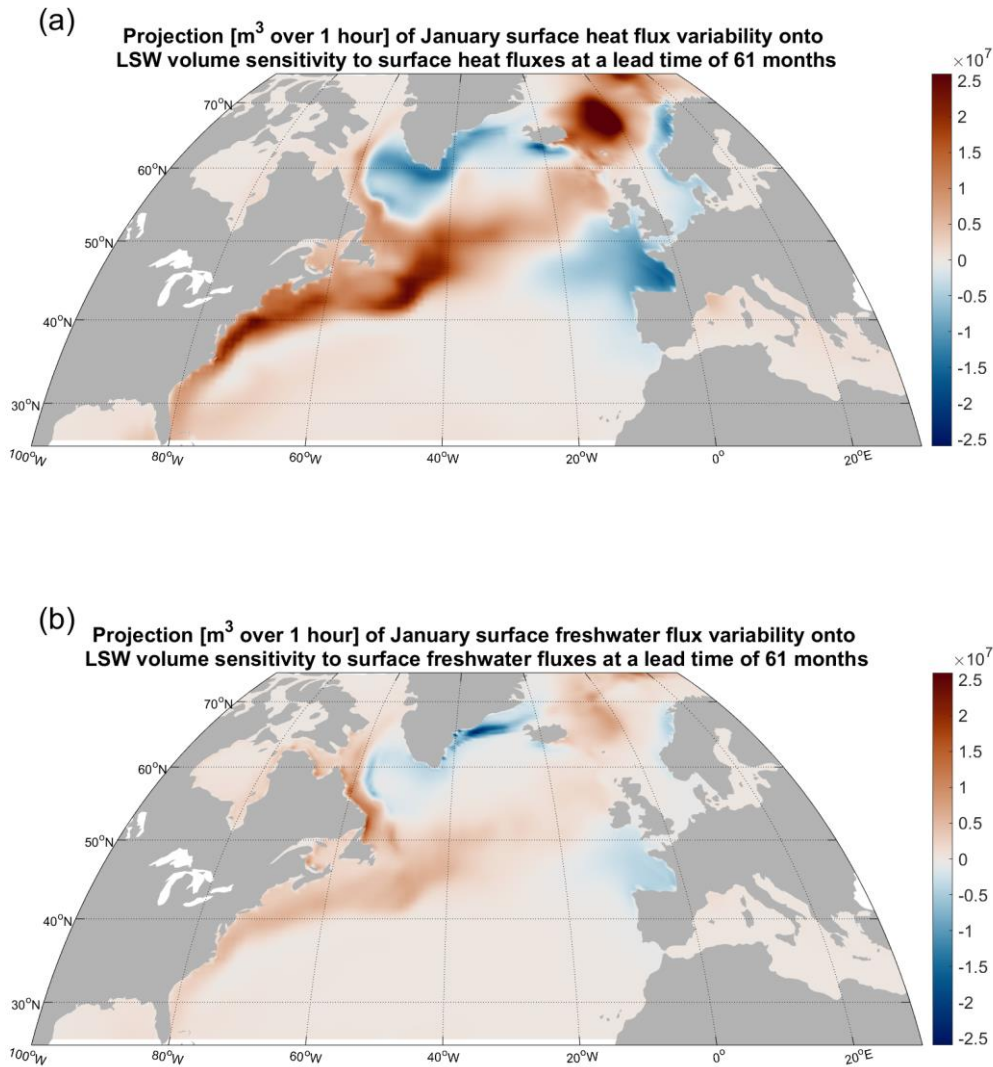 (a)
Projection [m³ over 1 hour] of January surface heat flux variability onto
LSW volume sensitivity to surface heat fluxes at a lead time of 61 months
×10⁷
2.5
2
1.5
1
0.5
0
-0.5
-1
-1.5
-2
-2.5
70°N
60°N
50°N
40°N
30°N
100°W
80°W
60°W
40°W
20°W
0°
20°E
(b)
Projection [m³ over 1 hour] of January surface freshwater flux variability onto
LSW volume sensitivity to surface freshwater fluxes at a lead time of 61 months
×10⁷
2.5
2
1.5
1
0.5
0
-0.5
-1
-1.5
-2
-2.5
70°N
60°N
50°N
40°N
30°N
100°W
80°W
60°W
40°W
20°W
0°
20°E